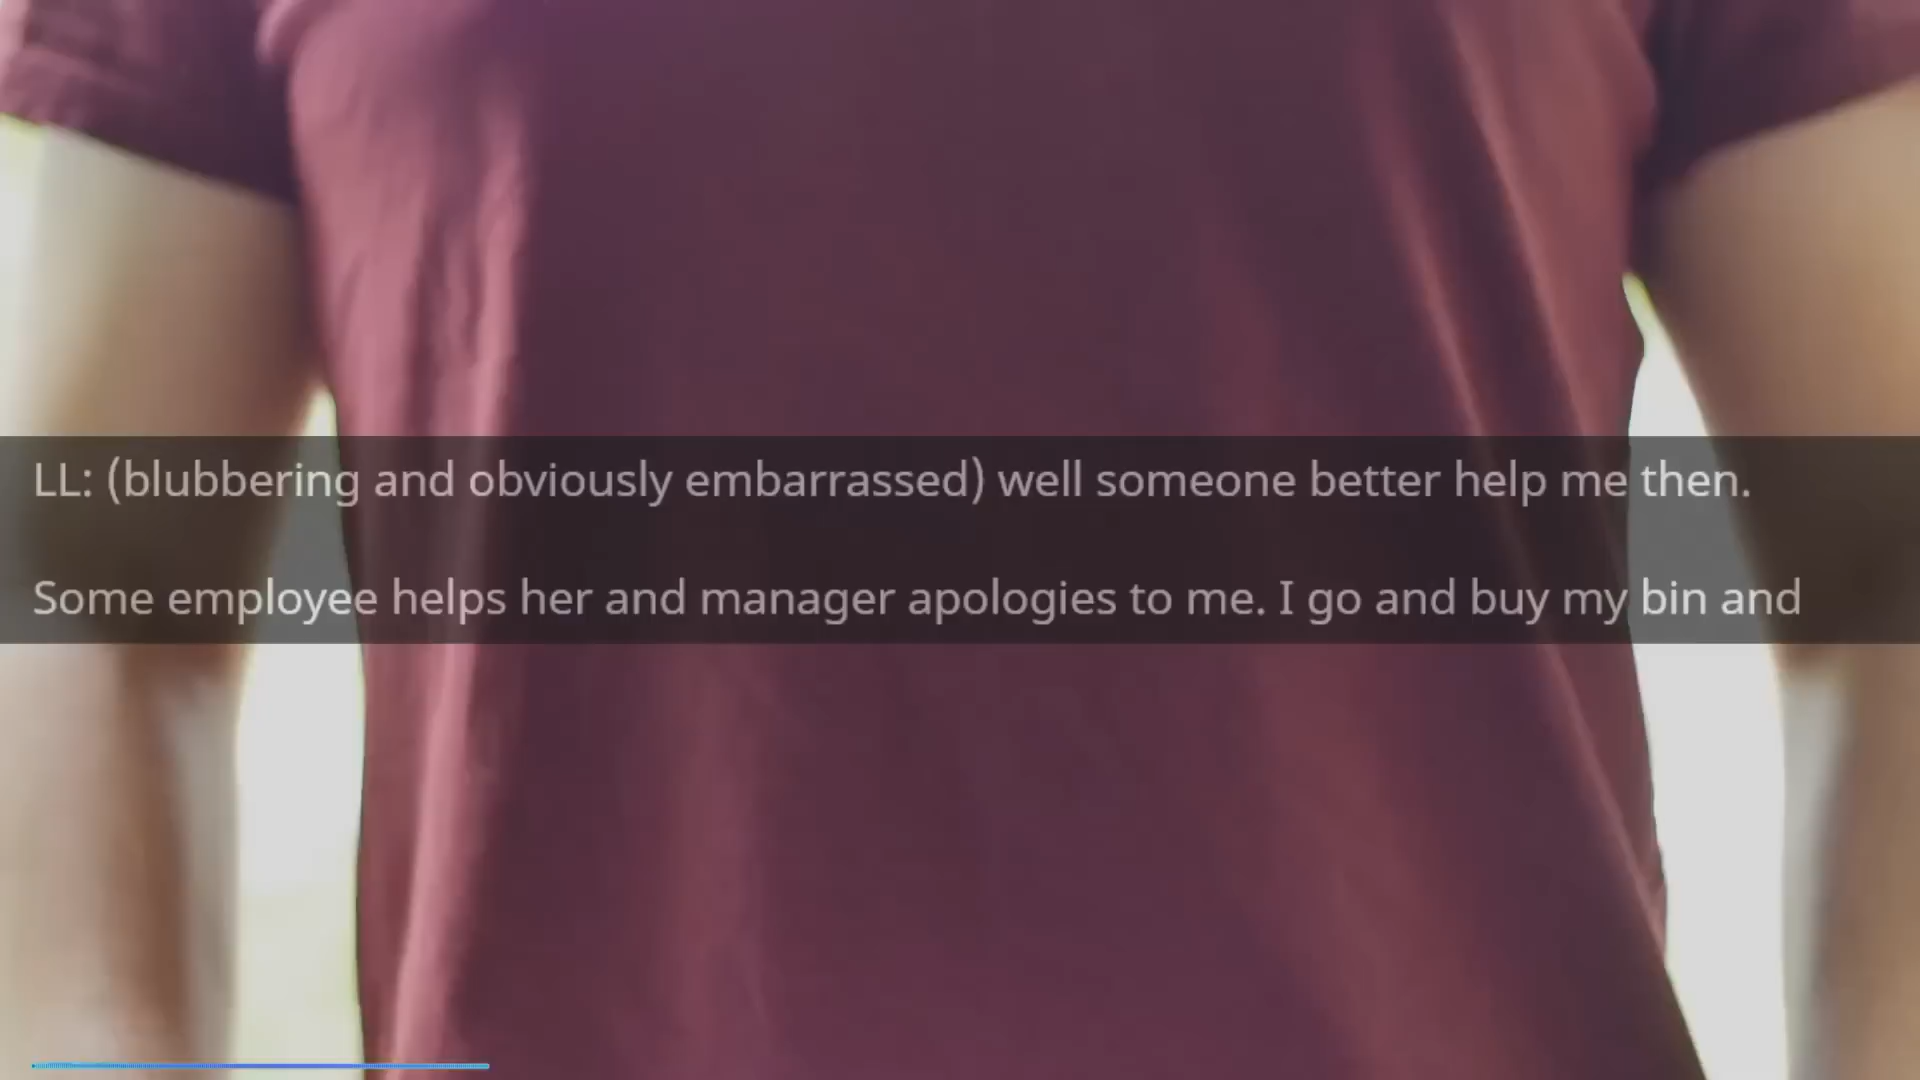 LL: (blubbering and obviously embarrassed) well someone better help me then.
Some employee helps her and manager apologies to me. I go and buy my bin and